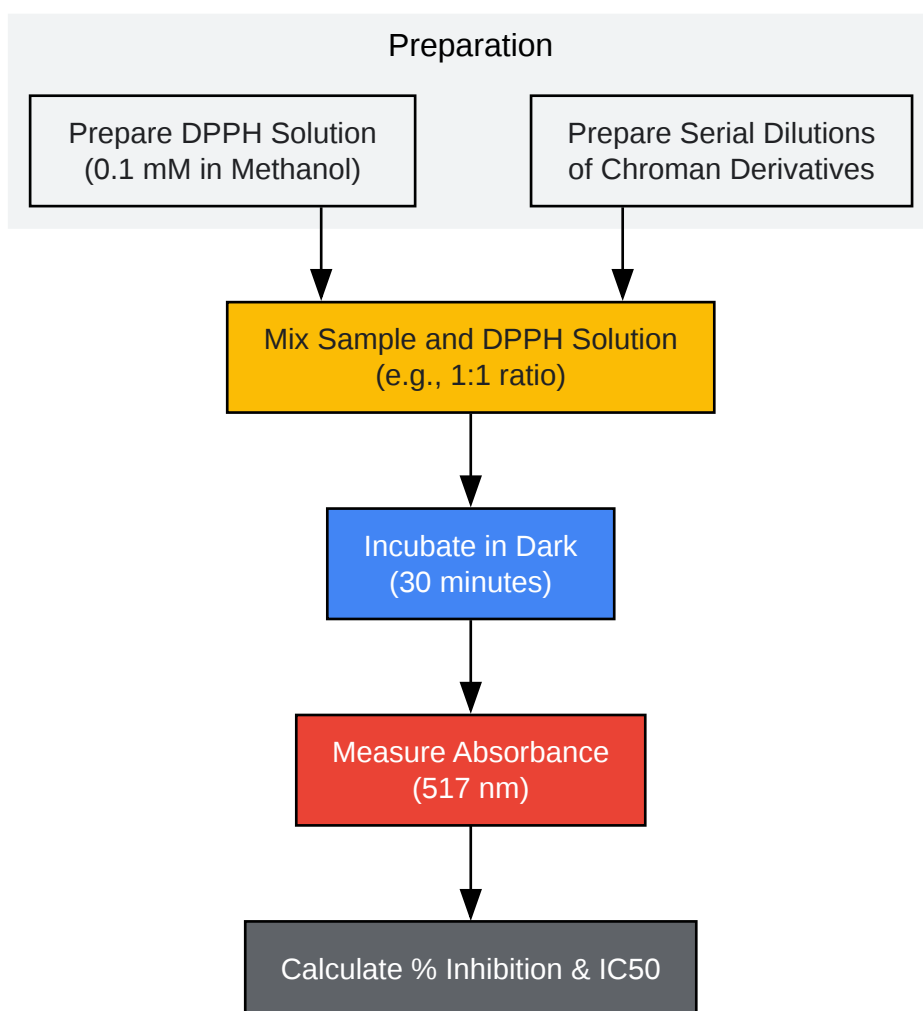 Preparation
Prepare DPPH Solution
(0.1 mM in Methanol)
Prepare Serial Dilutions
of Chroman Derivatives
Mix Sample and DPPH Solution
(e.g., 1:1 ratio)
Incubate in Dark
(30 minutes)
Measure Absorbance
(517 nm)
Calculate % Inhibition & IC50